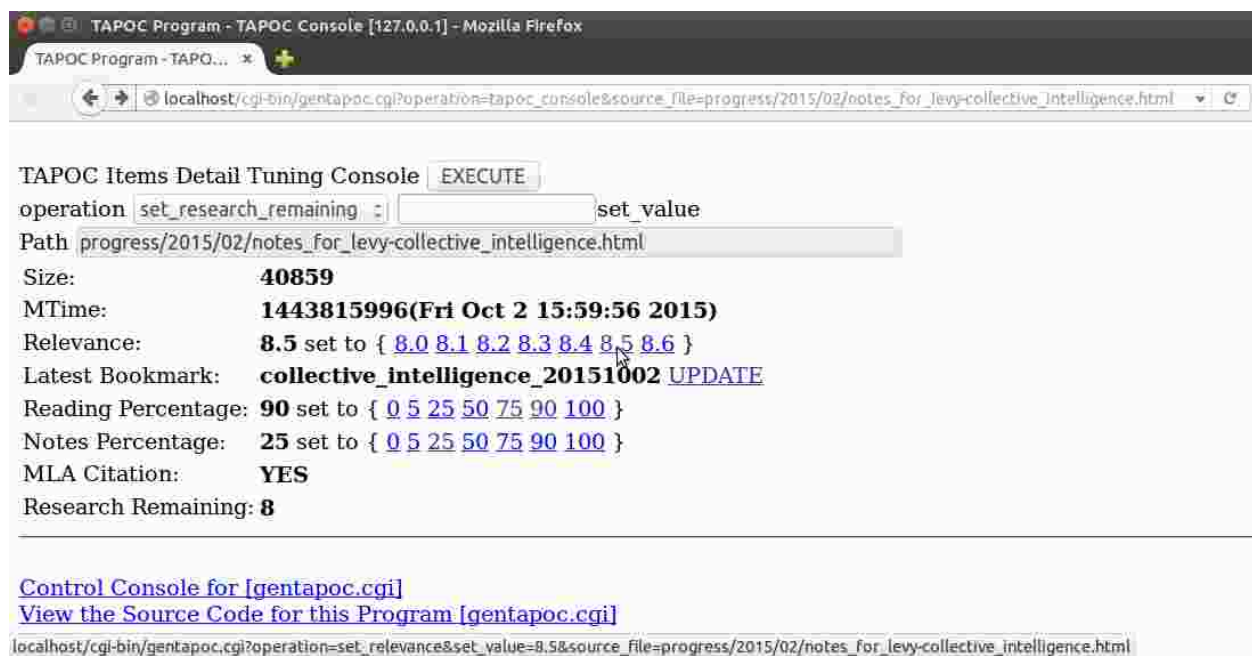 TAPOC Program - TAPOC Console [127.0.0.1] - Mozilla Firefox
TAPOC Program - TAPO... ×
localhost/cgi-bin/gentapoc.cgi?operation=tapoc_console&source_file=progress/2015/02/notes_for_levy-collective_intelligence.html
TAPOC Items Detail Tuning Console EXECUTE
operation set_research_remaining set_value
Path progress/2015/02/notes_for_levy-collective_intelligence.html
Size: 40859
MTime: 1443815996(Fri Oct 2 15:59:56 2015)
Relevance: 8.5 set to { 8.0 8.1 8.2 8.3 8.4 8.5 8.6 }
Latest Bookmark: collective_intelligence_20151002 UPDATE
Reading Percentage: 90 set to { 0 5 25 50 75 90 100 }
Notes Percentage: 25 set to { 0 5 25 50 75 90 100 }
MLA Citation: YES
Research Remaining: 8
Control Console for [gentapoc.cgi]
View the Source Code for this Program [gentapoc.cgi]
localhost/cgi-bin/gentapoc.cgi?operation=set_relevance&set_value=8.5&source_file=progress/2015/02/notes_for_levy-collective_intelligence.html